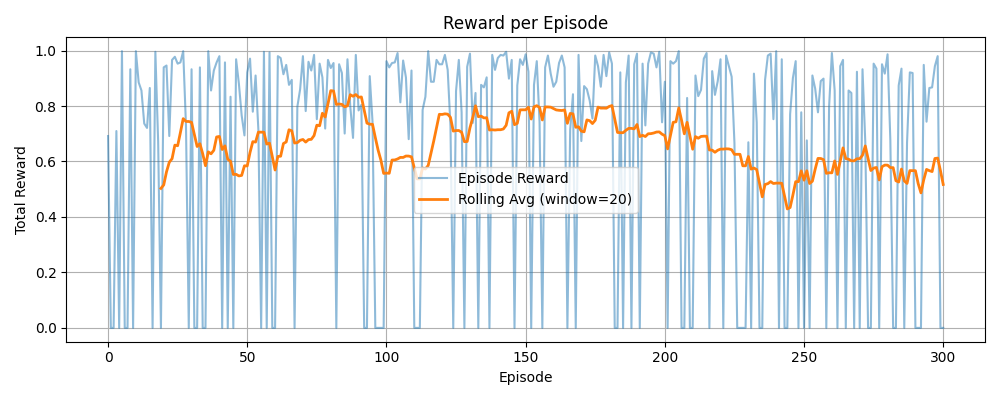 Reward per Episode
1.0
0.8
0.6
0.4
0.2
0.0
Total Reward
Episode Reward
Rolling Avg (window=20)
0 50 100 150 200 250 300
Episode